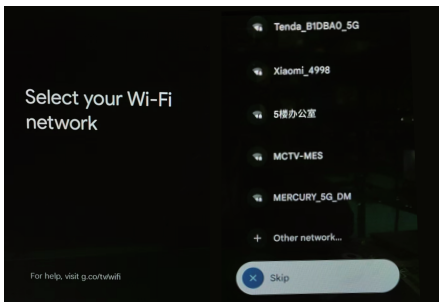 Select your Wi-Fi
network
For help, visit g.co/tv/wifi
Tenda_B1DBA0_5G
Xiaomi_4998
5楼办公室
MCTV-MES
MERCURY_5G_DM
Other network...
Skip